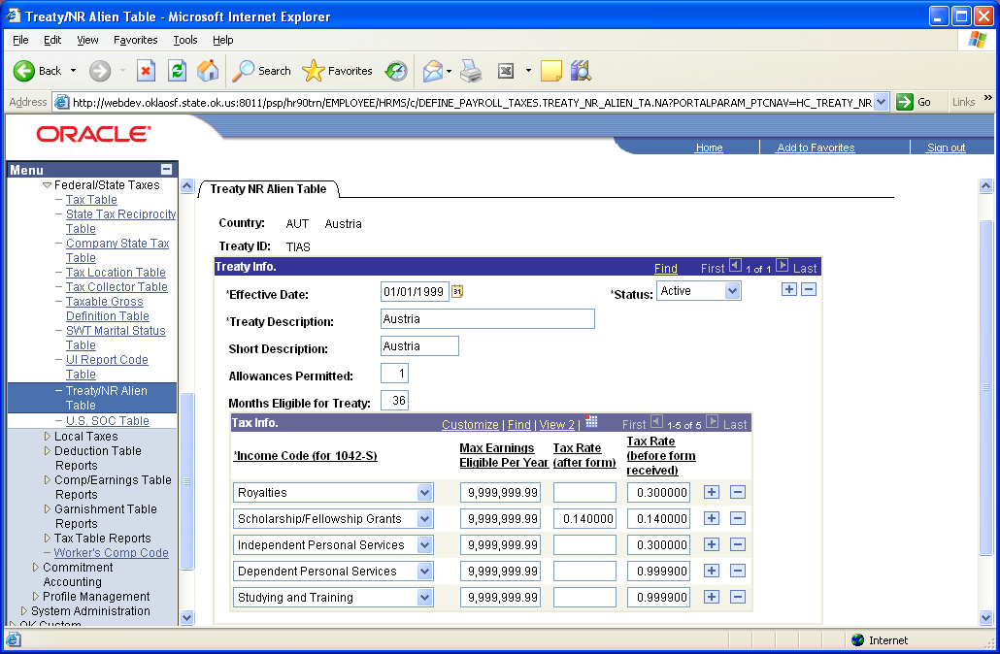 Treaty/NR Alien Table - Microsoft Internet Explorer
File Edit View Favorites Tools Help
Back Search Favorites
Address http://webdev.oklaosf.state.ok.us:8011/psp/hr90trn/EMPLOYEE/HRMS/c/DEFINE_PAYROLL_TAXES.TREATY_NR_ALIEN_TA.NA?PORTALPARAM_PTCNAV=HC_TREATY_NR Go Links »
ORACLE®
Home Add to Favorites Sign out
Menu
Federal/State Taxes
– Tax Table
– State Tax Reciprocity
Table
– Company State Tax
Table
– Tax Location Table
– Tax Collector Table
– Taxable Gross
Definition Table
– SWT Marital Status
Table
– UI Report Code
Table
– Treaty/NR Alien
Table
– U.S. SOC Table
Local Taxes
Deduction Table
Reports
Comp/Earnings Table
Reports
Garnishment Table
Reports
Tax Table Reports
– Worker's Comp Code
Commitment
Accounting
Profile Management
System Administration
OK Custom
Treaty NR Alien Table
Country: AUT Austria
Treaty ID: TIAS
Treaty Info. Find First 1 of 1 Last
*Effective Date: 01/01/1999 31 *Status: Active
*Treaty Description: Austria
Short Description: Austria
Allowances Permitted: 1
Months Eligible for Treaty: 36
Tax Info. Customize | Find | View 2 | First 1-5 of 5 Last
*Income Code (for 1042-S) Max Earnings Eligible Per Year Tax Rate (after form) Tax Rate (before form received)
Royalties 9,999,999.99 0.300000
Scholarship/Fellowship Grants 9,999,999.99 0.140000 0.140000
Independent Personal Services 9,999,999.99 0.300000
Dependent Personal Services 9,999,999.99 0.999900
Studying and Training 9,999,999.99 0.999900
Internet